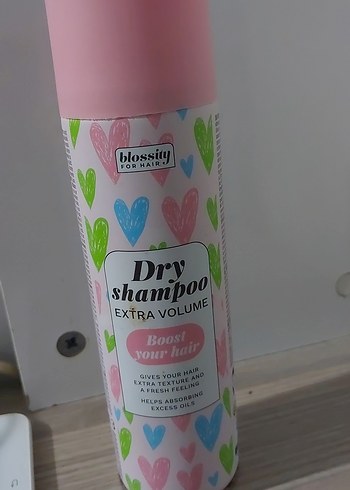 blossity
FOR HAIR
Dry
shampoo
EXTRA VOLUME
Boost
your hair
GIVES YOUR HAIR
EXTRA TEXTURE AND
A FRESH FEELING
HELPS ABSORBING
EXCESS OILS